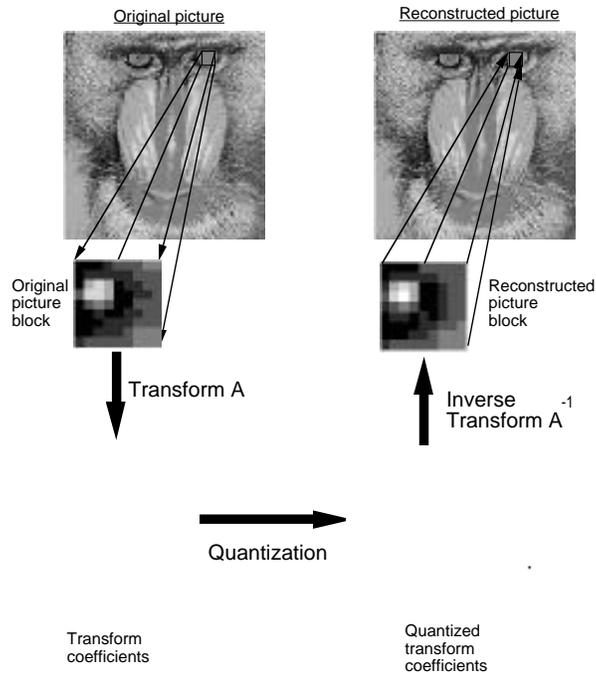 Original picture
Reconstructed picture
Original
picture
block
Reconstructed
picture
block
Transform A
Inverse
Transform A-1
Quantization
Transform
coefficients
Quantized
transform
coefficients